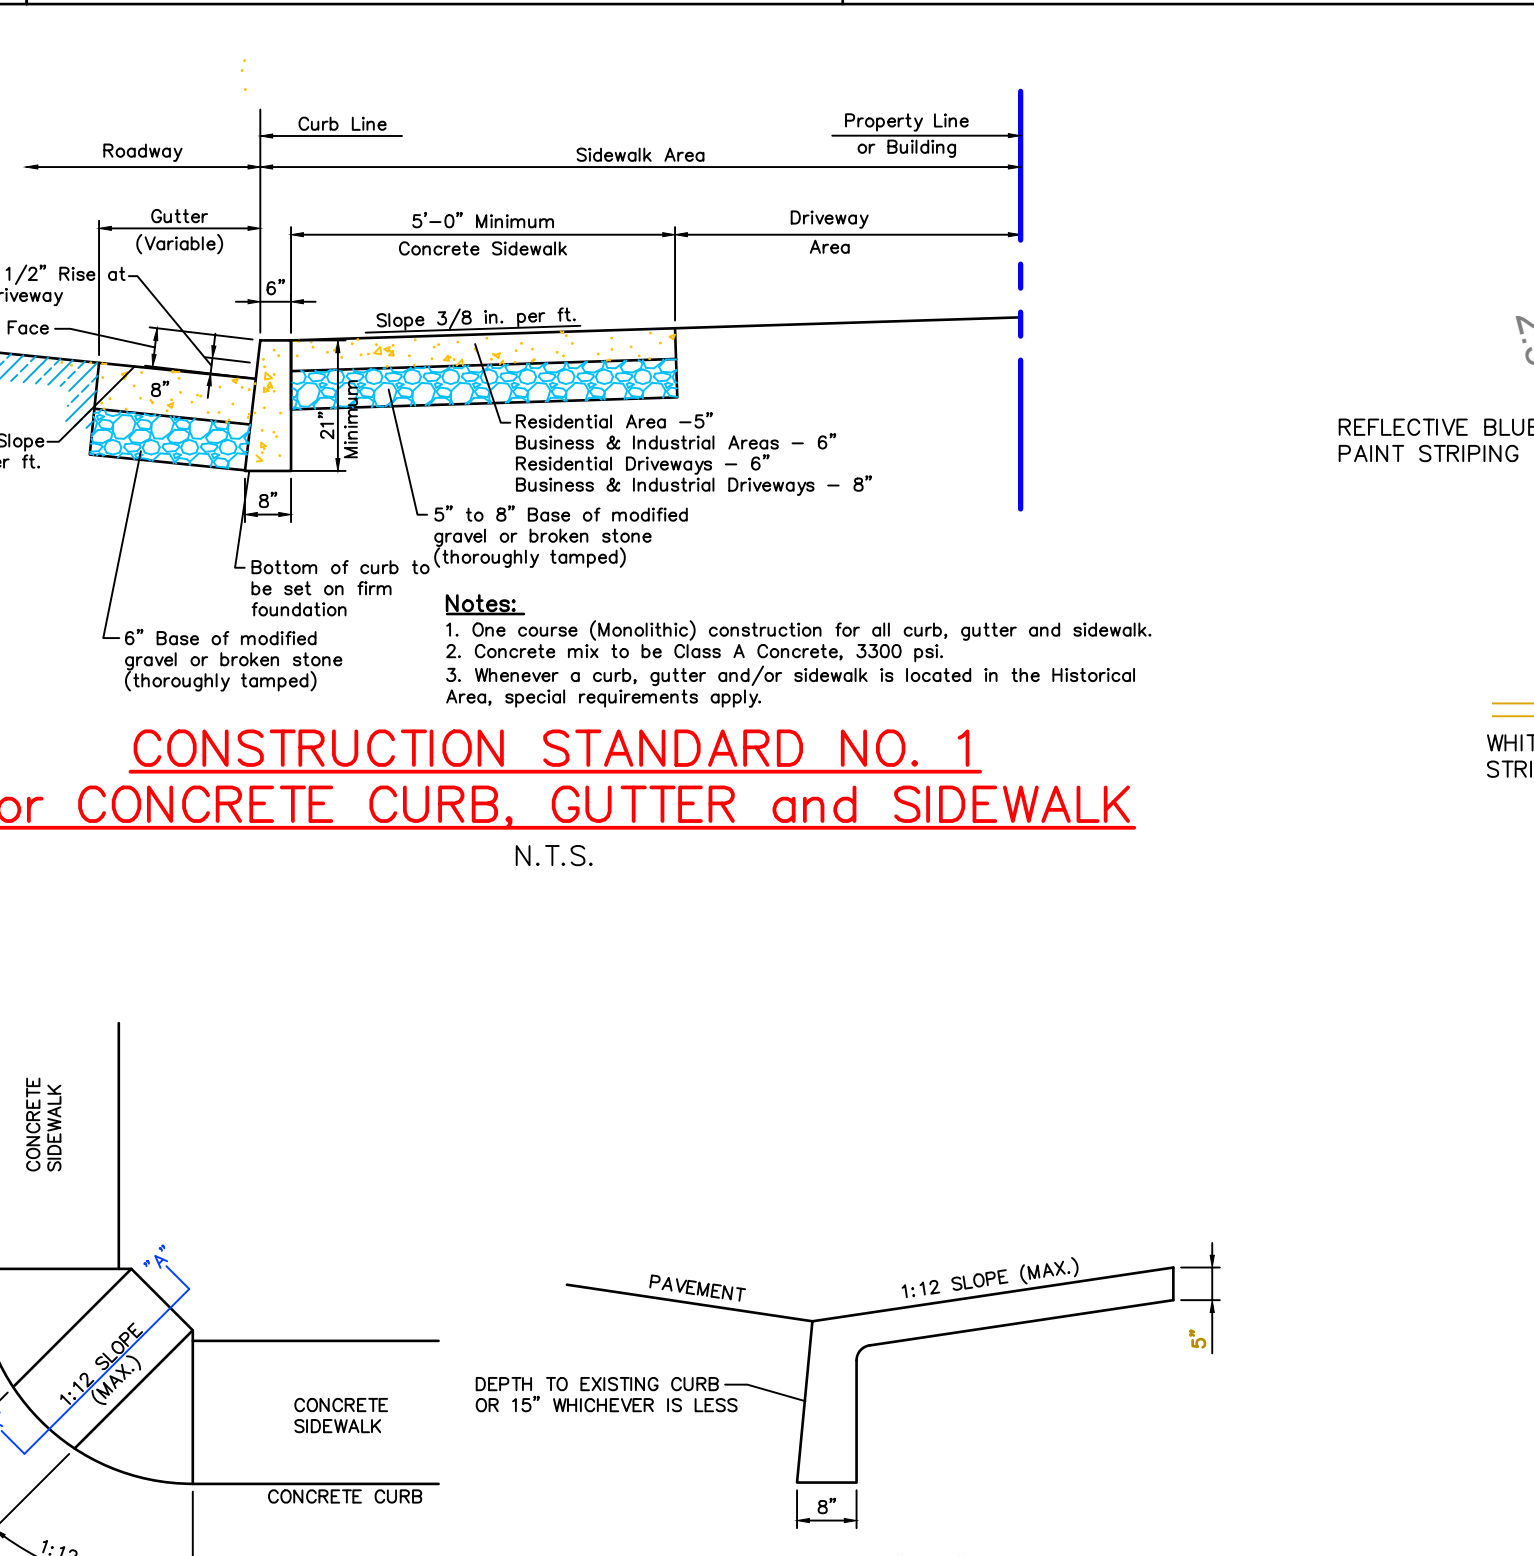 Curb Line
Property Line
or Building
Roadway
Sidewalk Area
Gutter
(Variable)
5'-0" Minimum
Concrete Sidewalk
Driveway
Area
1/2" Rise at
riveway
6"
Face
Slope 3/8 in. per ft.
8"
21"
Minimum
Slope
er ft.
Residential Area -5"
Business & Industrial Areas - 6"
Residential Driveways - 6"
Business & Industrial Driveways - 8"
8"
5" to 8" Base of modified
gravel or broken stone
(thoroughly tamped)
Bottom of curb to
be set on firm
foundation
6" Base of modified
gravel or broken stone
(thoroughly tamped)
Notes:
1. One course (Monolithic) construction for all curb, gutter and sidewalk.
2. Concrete mix to be Class A Concrete, 3300 psi.
3. Whenever a curb, gutter and/or sidewalk is located in the Historical
Area, special requirements apply.
CONSTRUCTION STANDARD NO. 1
or CONCRETE CURB, GUTTER and SIDEWALK
N.T.S.
REFLECTIVE BLUE
PAINT STRIPING
WHIT
STRI
CONCRETE
SIDEWALK
"A"
1:12 SLOPE
(MAX.)
CONCRETE
SIDEWALK
CONCRETE CURB
1:12
PAVEMENT
1:12 SLOPE (MAX.)
5"
DEPTH TO EXISTING CURB
OR 15" WHICHEVER IS LESS
8"